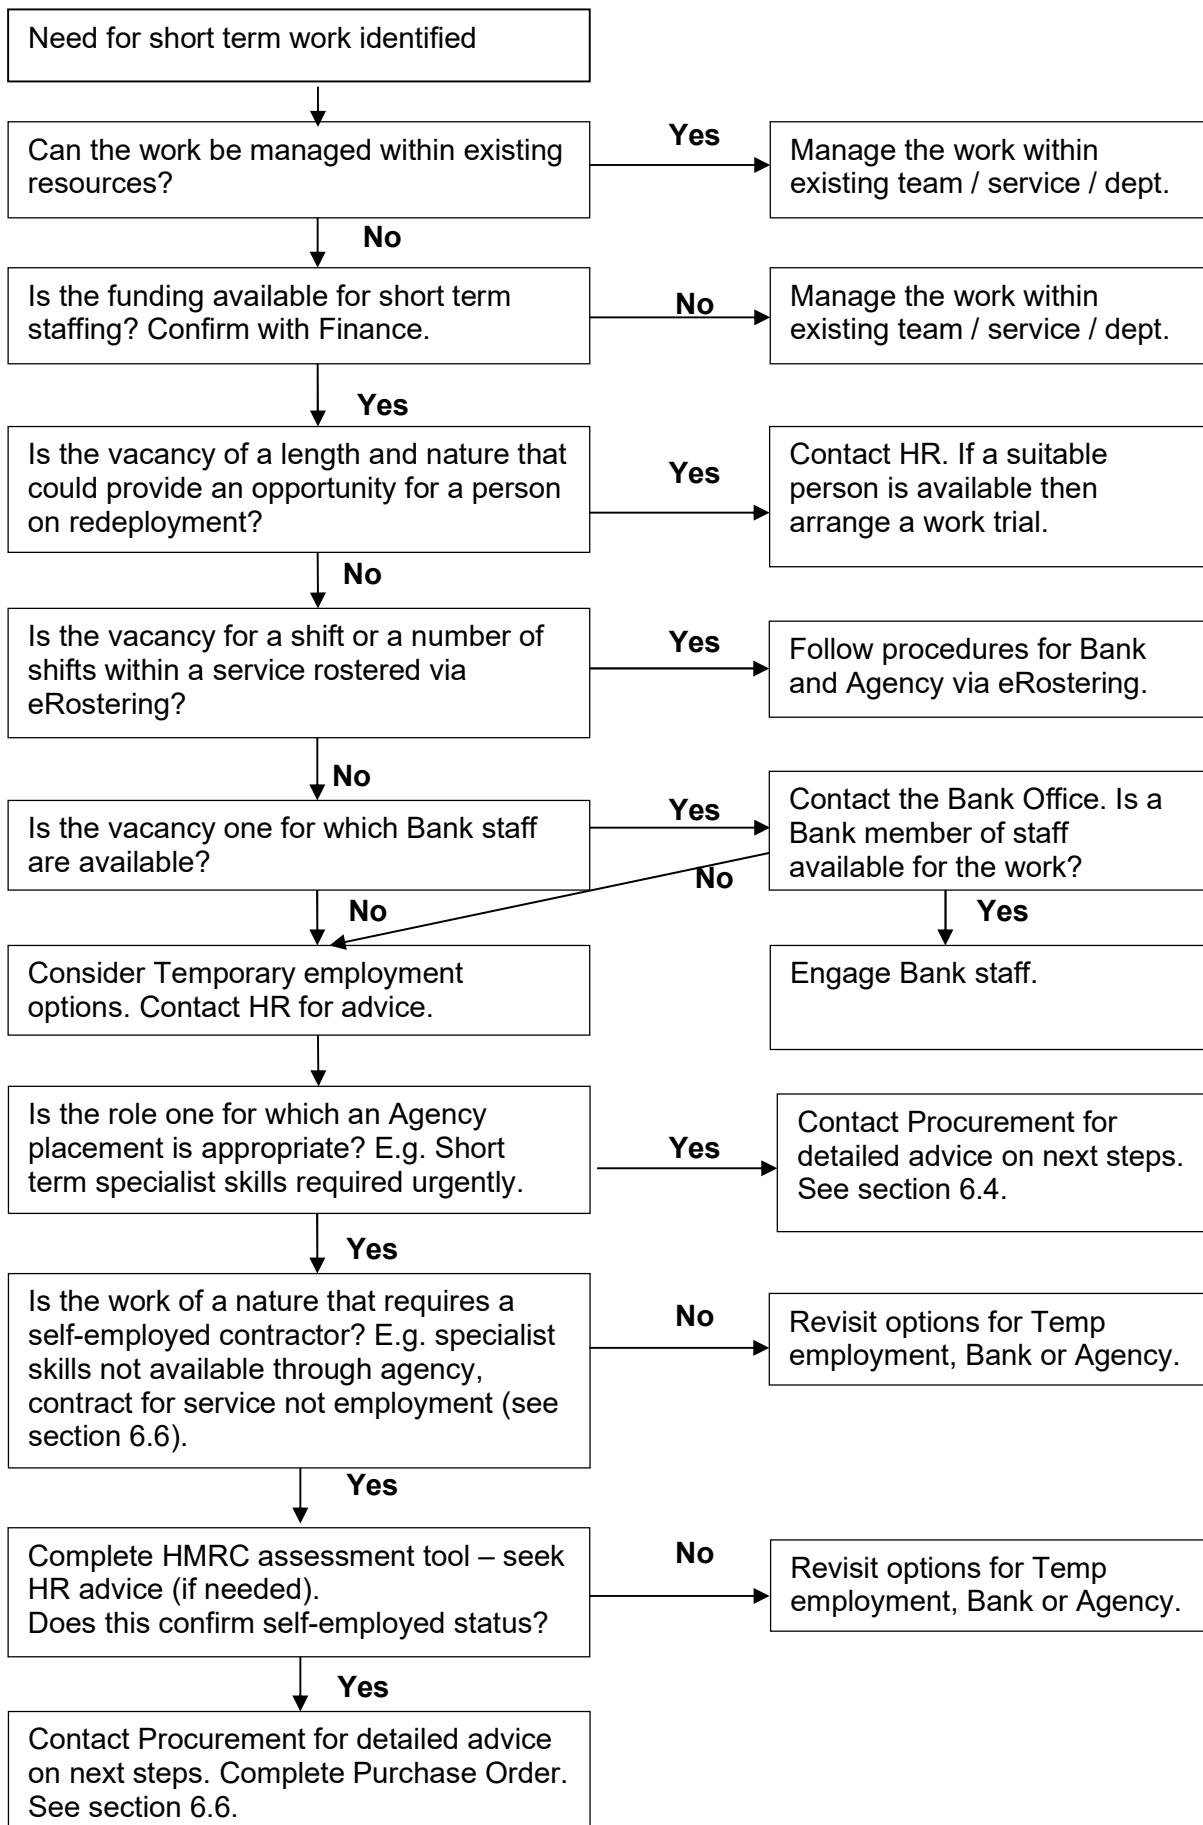 Need for short term work identified
Can the work be managed within existing
resources?
Yes
Manage the work within
existing team / service / dept.
No
Is the funding available for short term
staffing? Confirm with Finance.
No
Manage the work within
existing team / service / dept.
Yes
Is the vacancy of a length and nature that
could provide an opportunity for a person
on redeployment?
Yes
Contact HR. If a suitable
person is available then
arrange a work trial.
No
Is the vacancy for a shift or a number of
shifts within a service rostered via
eRostering?
Yes
Follow procedures for Bank
and Agency via eRostering.
No
Is the vacancy one for which Bank staff
are available?
Yes
Contact the Bank Office. Is a
Bank member of staff
available for the work?
No
No
Yes
Consider Temporary employment
options. Contact HR for advice.
Engage Bank staff.
Is the role one for which an Agency
placement is appropriate? E.g. Short
term specialist skills required urgently.
Yes
Contact Procurement for
detailed advice on next steps.
See section 6.4.
Yes
Is the work of a nature that requires a
self-employed contractor? E.g. specialist
skills not available through agency,
contract for service not employment (see
section 6.6).
No
Revisit options for Temp
employment, Bank or Agency.
Yes
Complete HMRC assessment tool – seek
HR advice (if needed).
Does this confirm self-employed status?
No
Revisit options for Temp
employment, Bank or Agency.
Yes
Contact Procurement for detailed advice
on next steps. Complete Purchase Order.
See section 6.6.